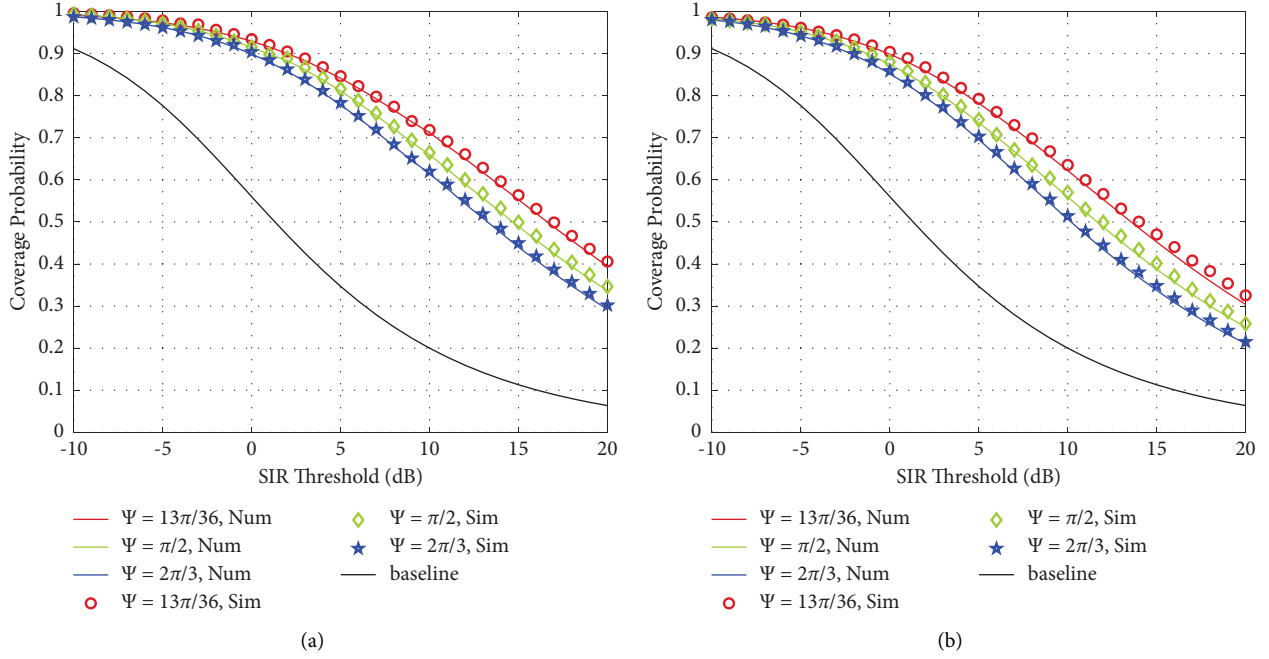 1
0.9
0.8
0.7
0.6
0.5
0.4
0.3
0.2
0.1
0
Coverage Probability
-10 -5 0 5 10 15 20
SIR Threshold (dB)
Ψ = 13π/36, Num
Ψ = π/2, Num
Ψ = 2π/3, Num
Ψ = 13π/36, Sim
Ψ = π/2, Sim
Ψ = 2π/3, Sim
baseline
(a)
1
0.9
0.8
0.7
0.6
0.5
0.4
0.3
0.2
0.1
0
Coverage Probability
-10 -5 0 5 10 15 20
SIR Threshold (dB)
Ψ = 13π/36, Num
Ψ = π/2, Num
Ψ = 2π/3, Num
Ψ = 13π/36, Sim
Ψ = π/2, Sim
Ψ = 2π/3, Sim
baseline
(b)